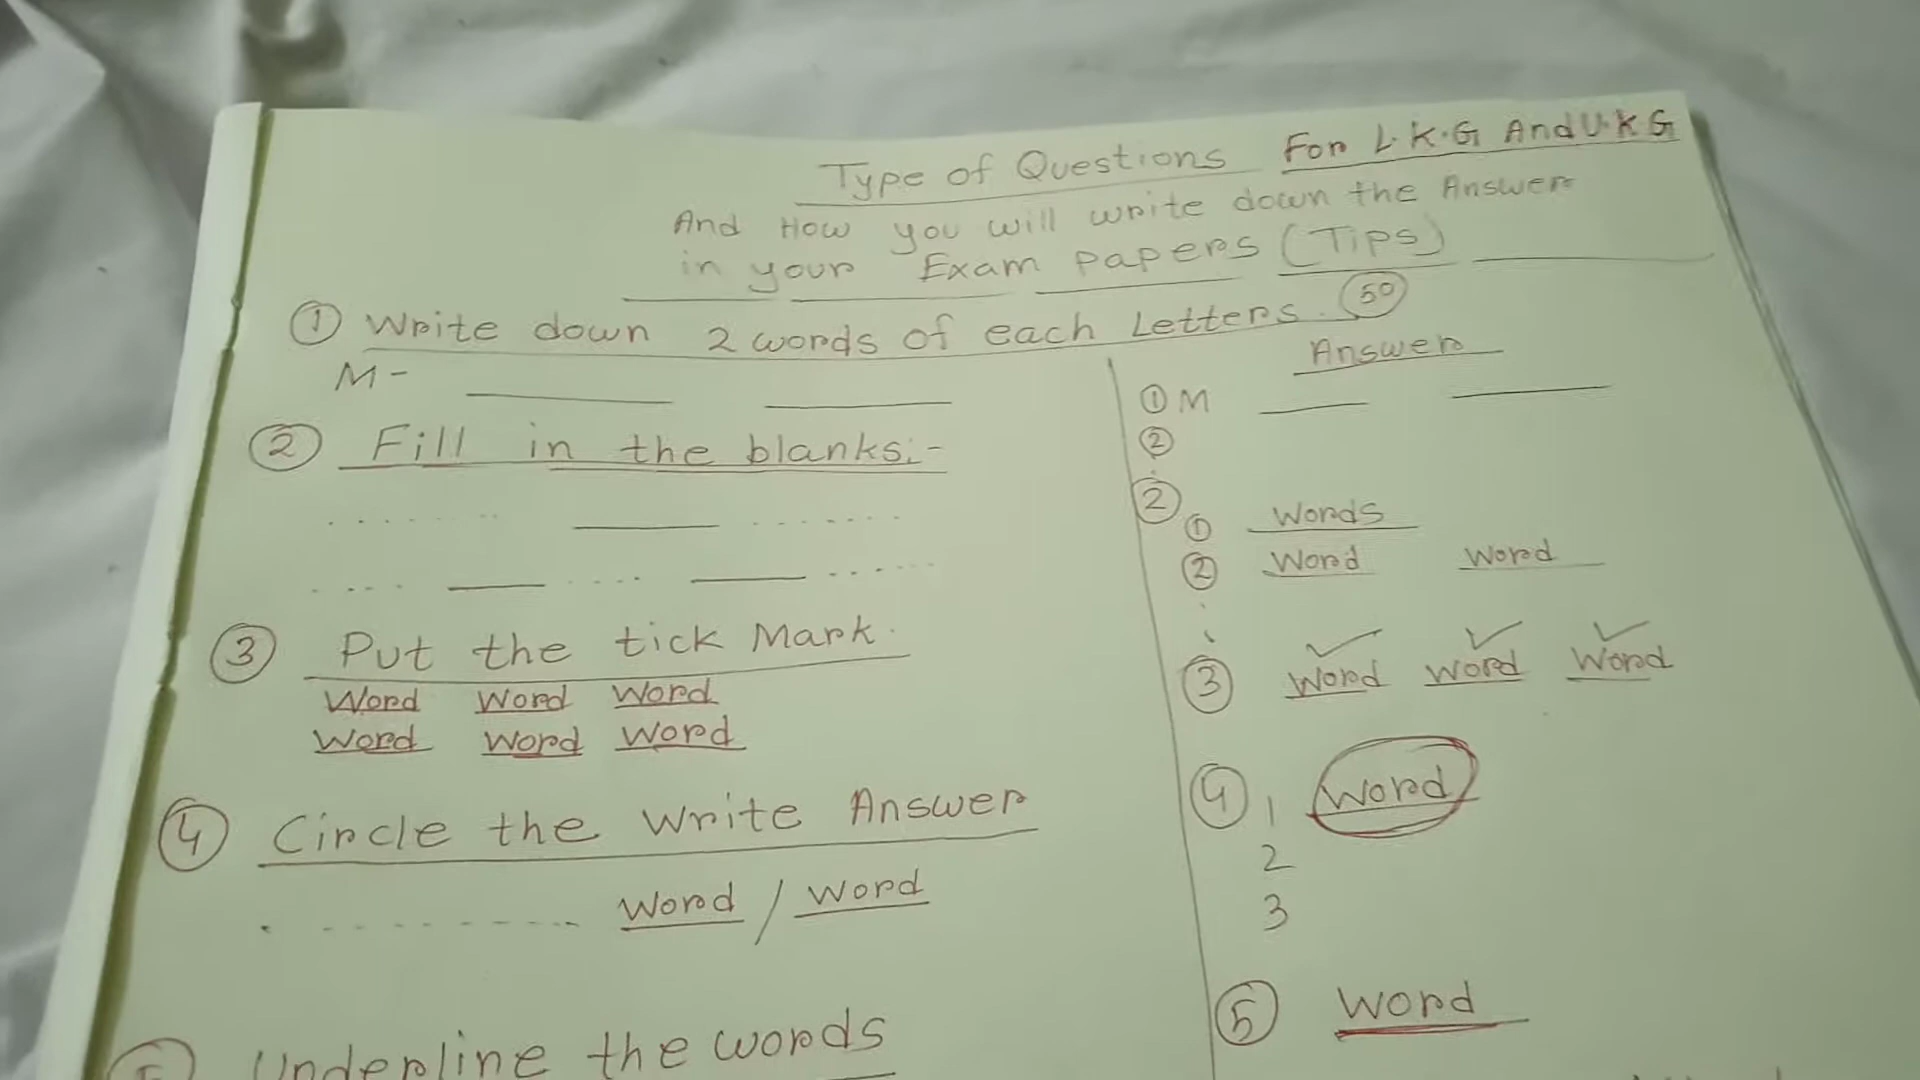 Type of Questions For L.K.G And U.K.G
And How you will write down the Answer
in your Exam papers (Tips)
① Write down 2 words of each Letters. 50
M-
② Fill in the blanks:-
③ Put the tick Mark.
Word Word Word
Word Word Word
④ Circle the Write Answer
Word / Word
5 Underline the words
Answer
① M
②
②
① Words
② Word Word
③ Word Word Word
④ 1 Word
2
3
⑤ Word